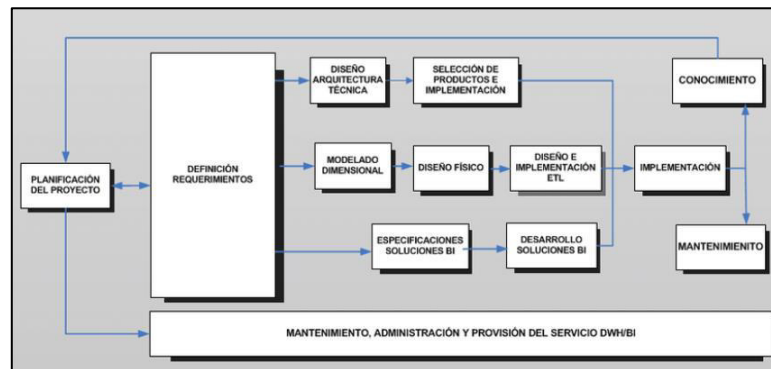 DISEÑO
ARQUITECTURA
TÉCNICA
SELECCIÓN DE
PRODUCTOS E
IMPLEMENTACIÓN
CONOCIMIENTO
PLANIFICACIÓN
DEL PROYECTO
DEFINICIÓN
REQUERIMIENTOS
MODELADO
DIMENSIONAL
DISEÑO FÍSICO
DISEÑO E
IMPLEMENTACIÓN
ETL
IMPLEMENTACIÓN
ESPECIFICACIONES
SOLUCIONES BI
DESARROLLO
SOLUCIONES BI
MANTENIMIENITO
MANTENIMIENTO, ADMINISTRACIÓN Y PROVISIÓN DEL SERVICIO DWH/BI